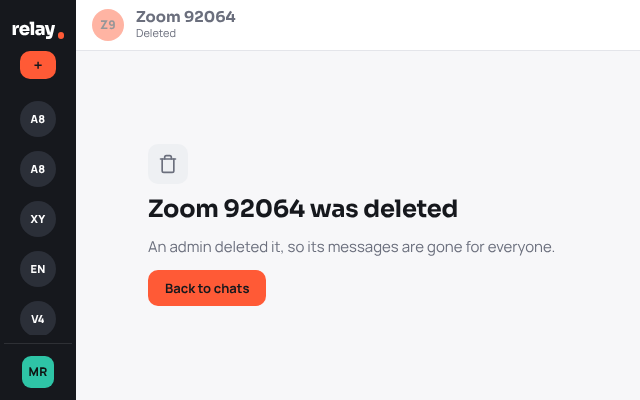 relay.
+
A8
A8
XY
EN
V4
MR
Z9
Zoom 92064
Deleted
Zoom 92064 was deleted
An admin deleted it, so its messages are gone for everyone.
Back to chats